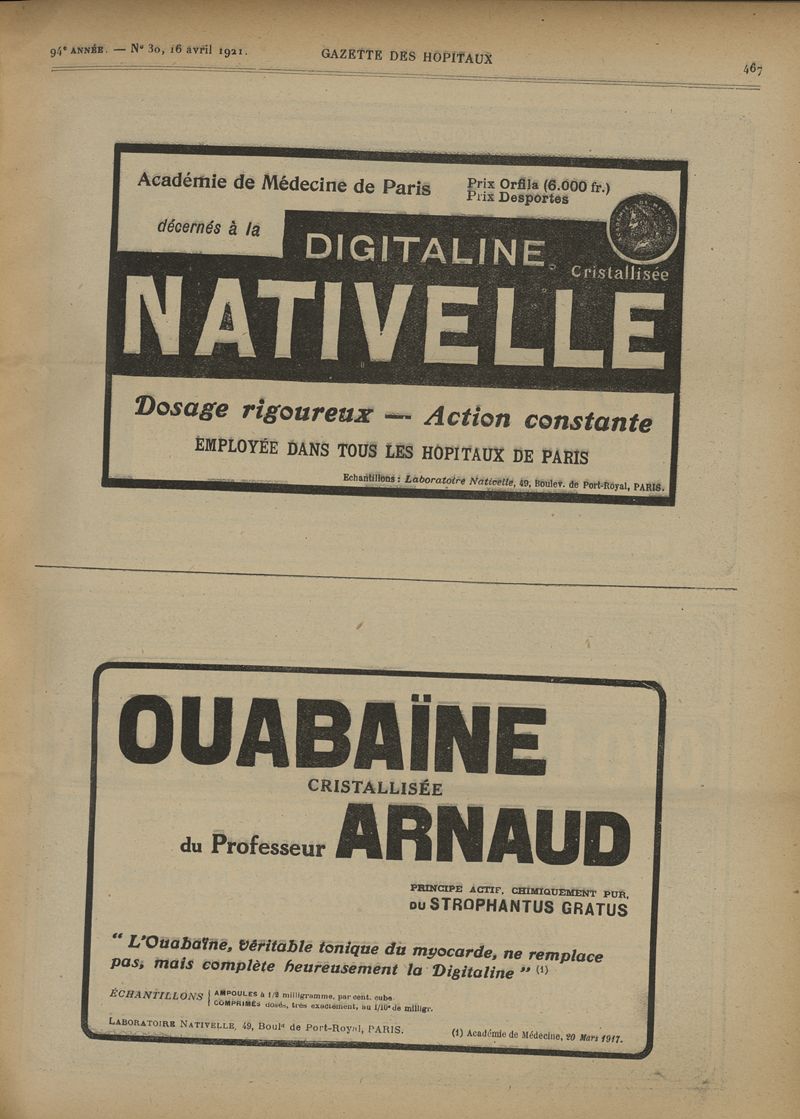 94e ANNÉE. — No 30, 16 avril 1921.
GAZETTE DES HOPITAUX
467
Académie de Médecine de Paris
Prix Orfila (6.000 fr.)
Prix Desportes
décernés à la
DIGITALINE
Cristallisée
NATIVELLE
Dosage rigoureux — Action constante
EMPLOYÉE DANS TOUS LES HÔPITAUX DE PARIS
Echantillons : Laboratoire Nativelle, 49, Boulev. de Port-Royal, PARIS.
OUABAÏNE
CRISTALLISÉE
du Professeur ARNAUD
PRINCIPE ACTIF, CHIMIQUEMENT PUR,
DU STROPHANTUS GRATUS
" L'Ouabaïne, véritable tonique du myocarde, ne remplace
pas, mais complète heureusement la Digitaline " (1)
ÉCHANTILLONS | AMPOULES à 1/2 milligramme, par cent. cube.
COMPRIMÉS dosés, très exactement, au 1/10e de milligr.
LABORATOIRE NATIVELLE, 49, Bould de Port-Royal, PARIS.
(1) Académie de Médecine, 20 Mars 1917.